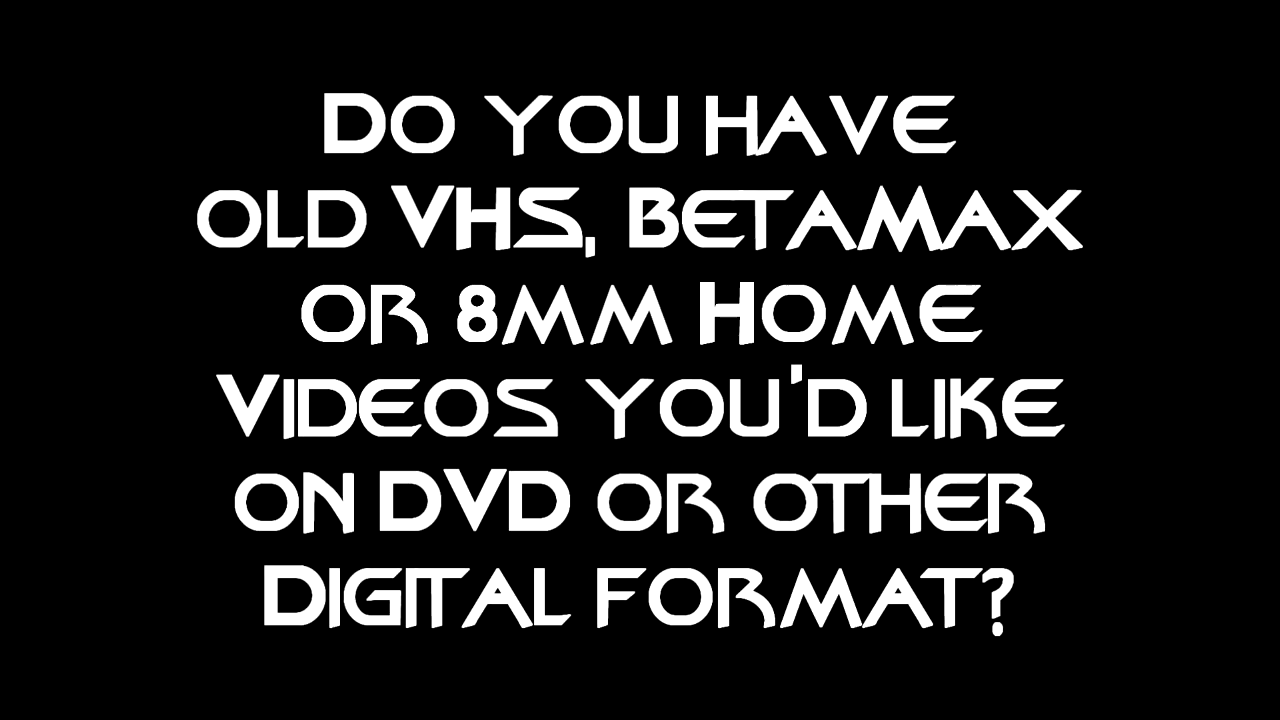 Do you have
old VHS, BetaMax
or 8mm Home
Videos you'd like
on DVD or other
Digital format?